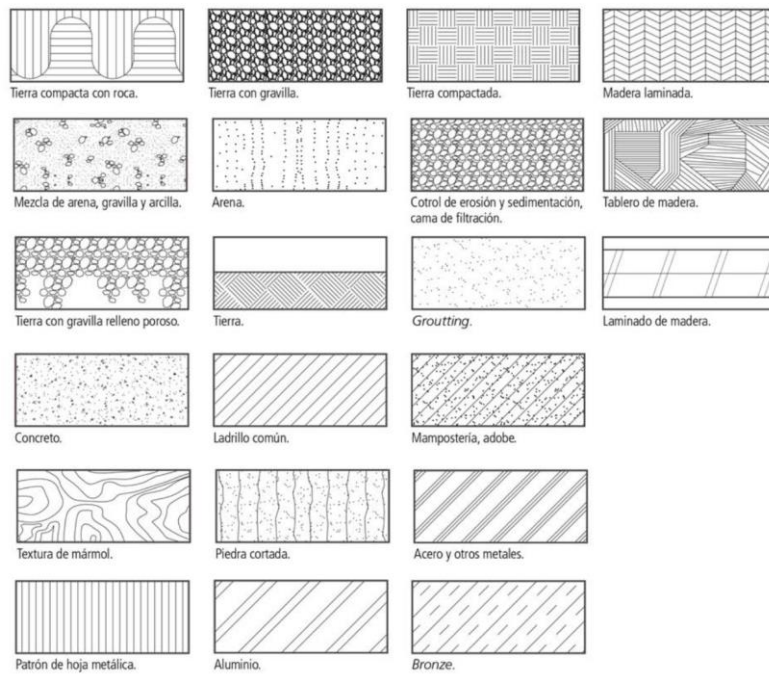 Tierra compacta con roca.
Tierra con gravilla.
Tierra compactada.
Madera laminada.
Mezcla de arena, gravilla y arcilla.
Arena.
Cotrol de erosión y sedimentación,
cama de filtración.
Tablero de madera.
Tierra con gravilla relleno poroso.
Tierra.
Groutting.
Laminado de madera.
Concreto.
Ladrillo común.
Mampostería, adobe.
Textura de mármol.
Piedra cortada.
Acero y otros metales.
Patrón de hoja metálica.
Aluminio.
Bronze.